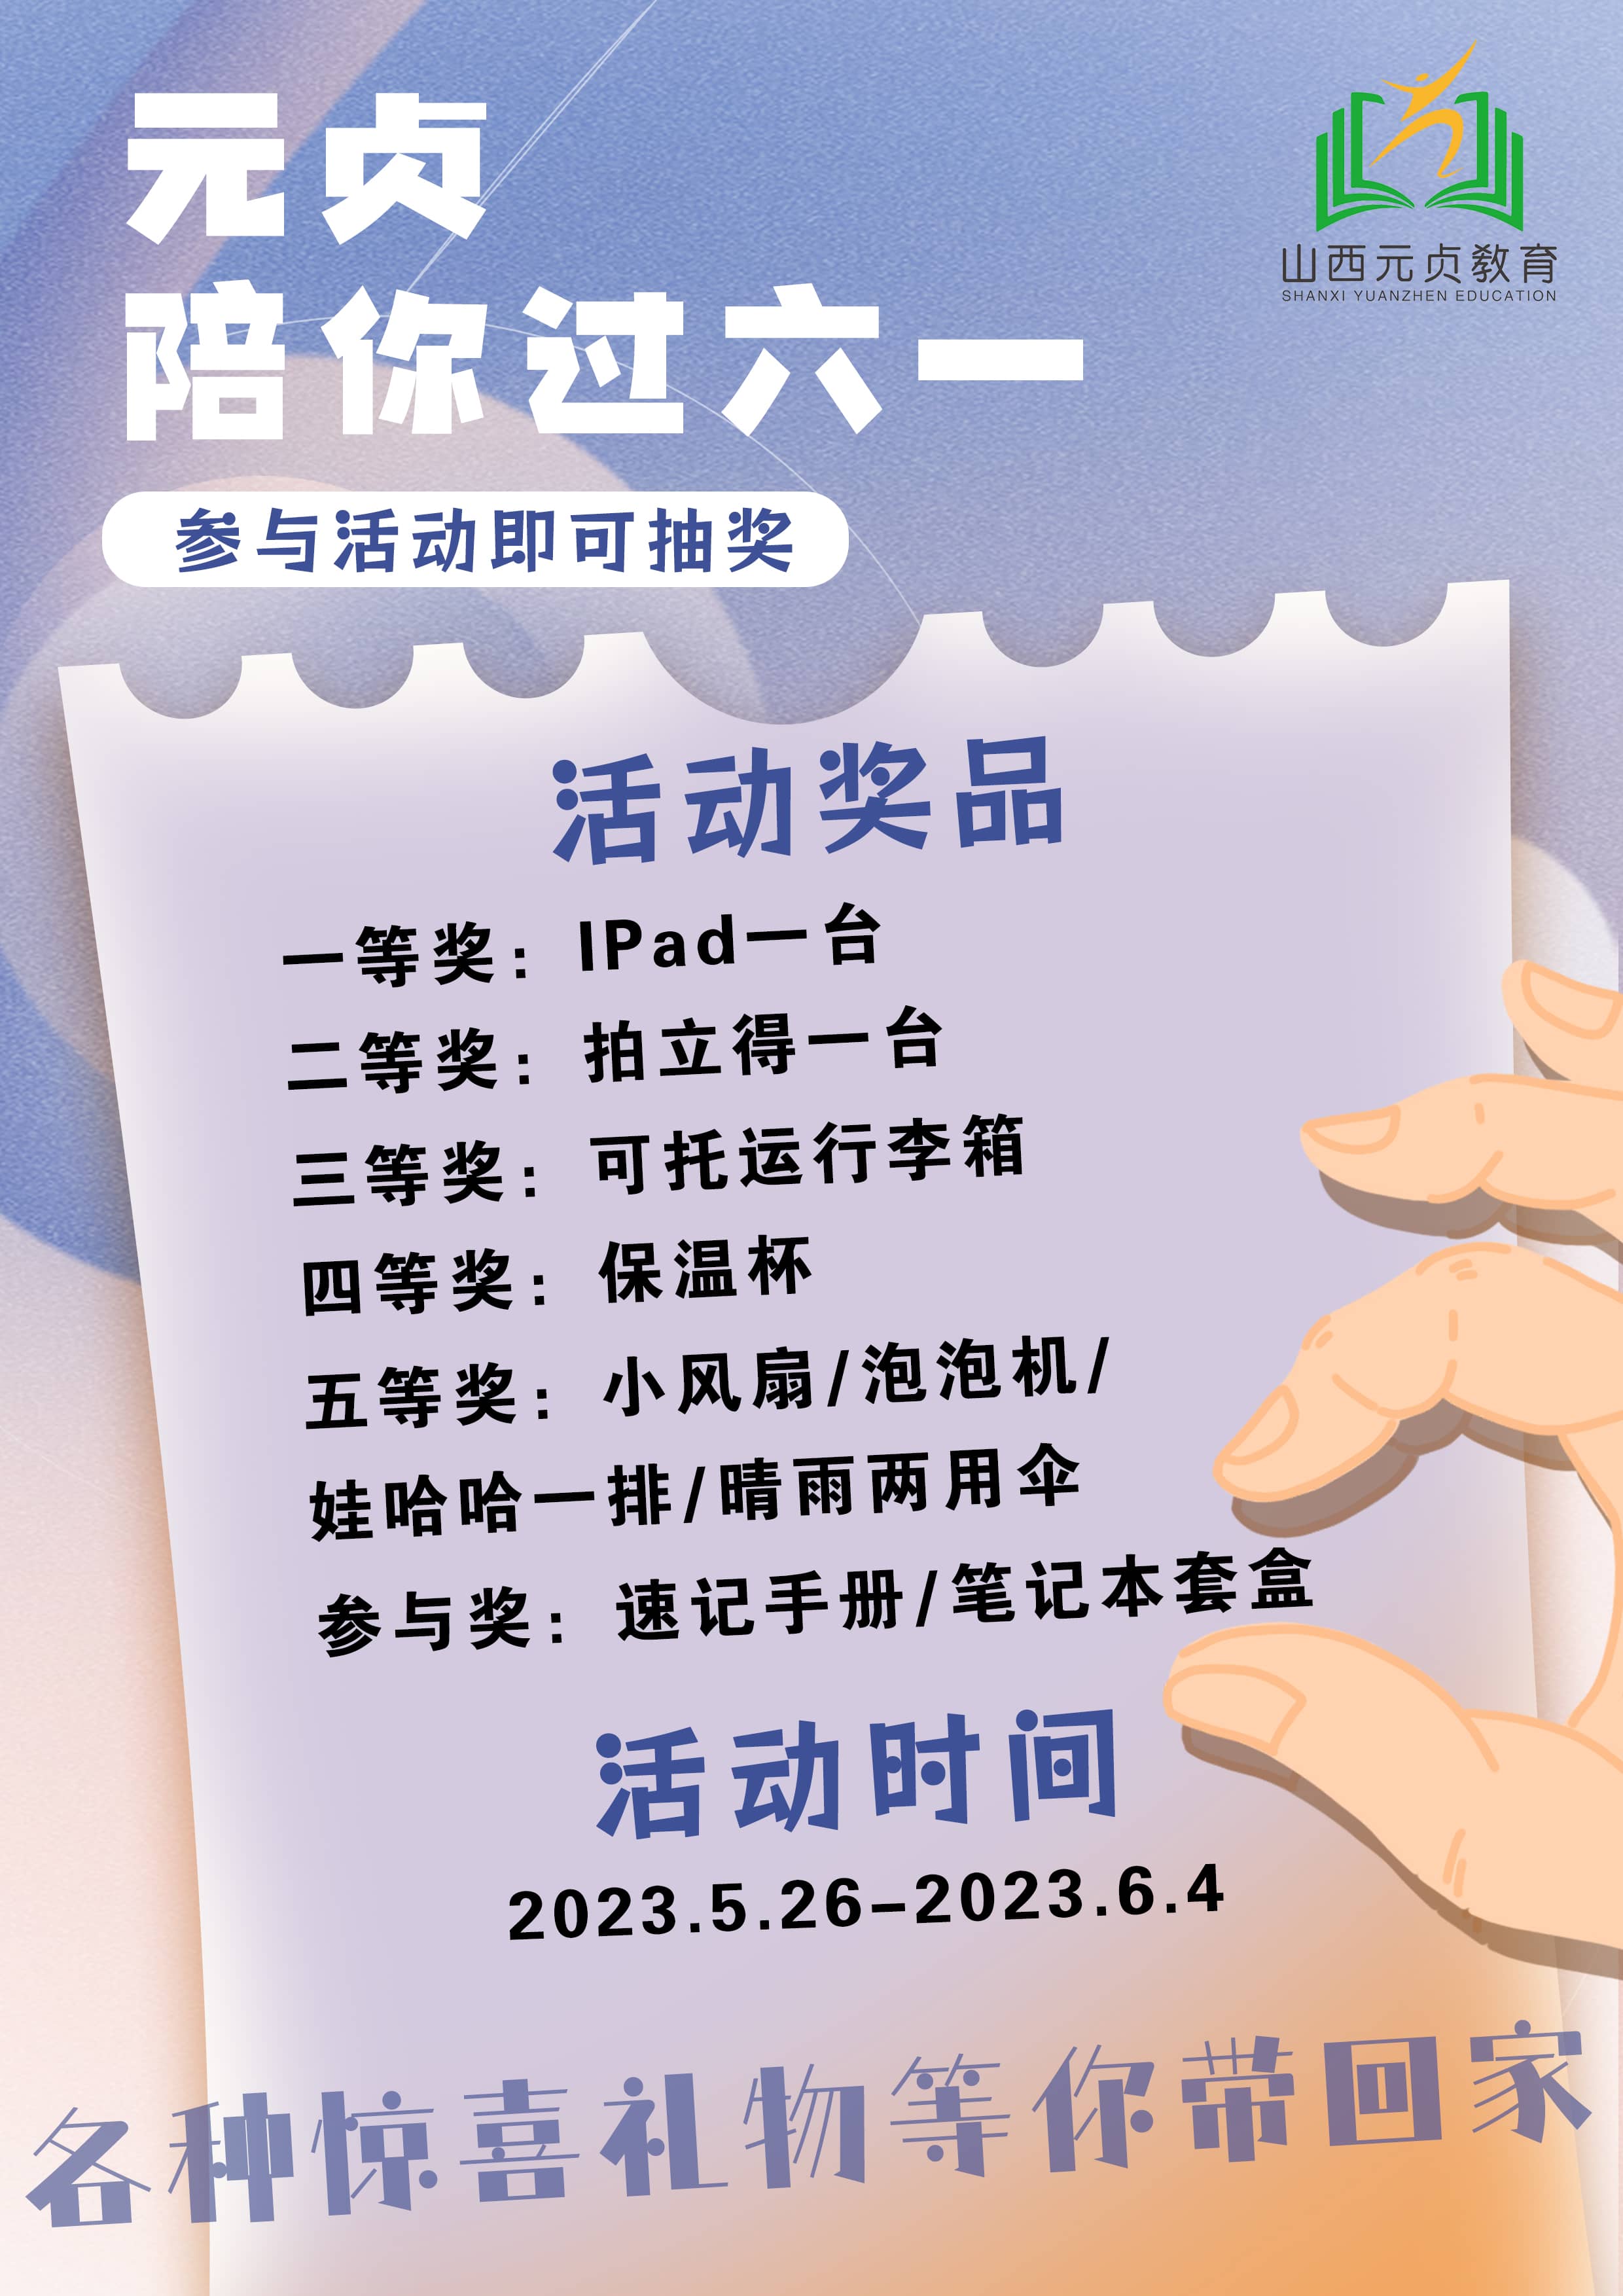 元贞
陪你过六一
山西元贞教育
SHANXI YUANZHEN EDUCATION
参与活动即可抽奖
活动奖品
一等奖：IPad一台
二等奖：拍立得一台
三等奖：可托运行李箱
四等奖：保温杯
五等奖：小风扇/泡泡机/
娃哈哈一排/晴雨两用伞
参与奖：速记手册/笔记本套盒
活动时间
2023.5.26-2023.6.4
各种惊喜礼物等你带回家